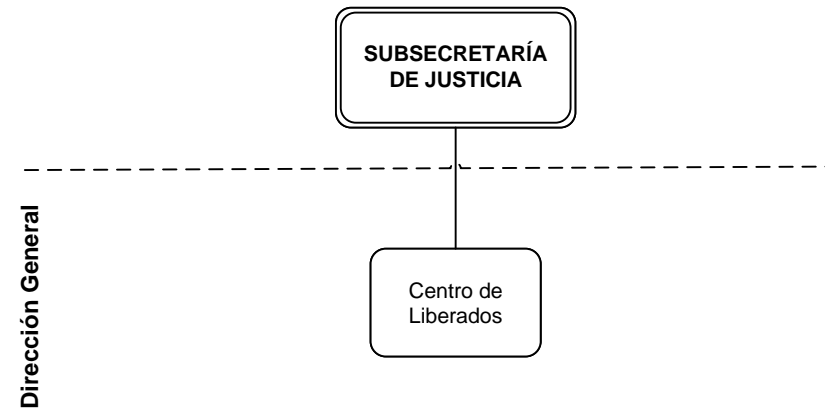 SUBSECRETARÍA
DE JUSTICIA
Dirección General
Centro de
Liberados